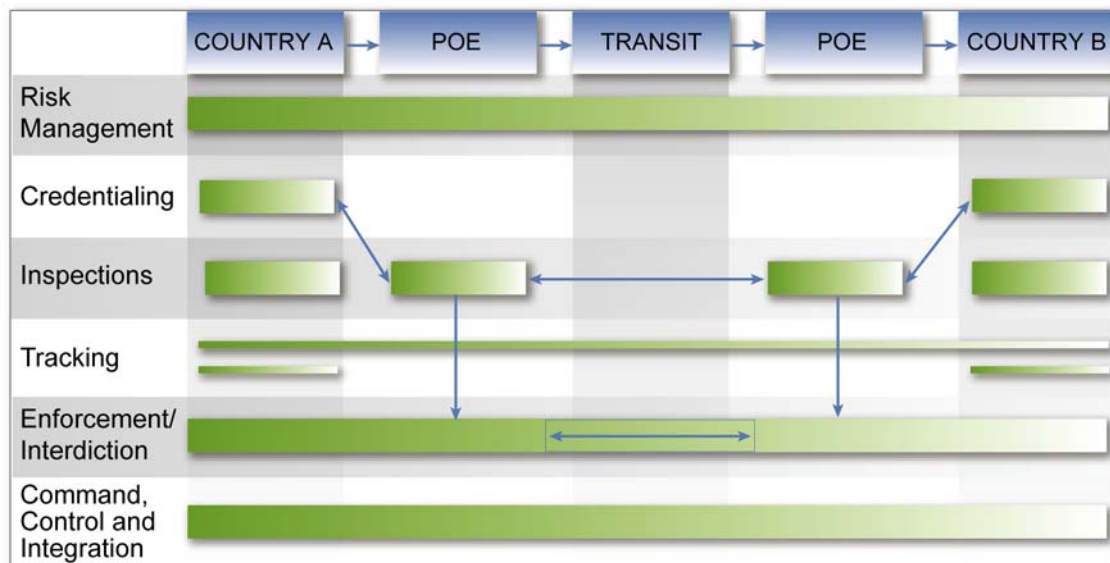 COUNTRY A
POE
TRANSIT
POE
COUNTRY B
Risk
Management
Credentialing
Inspections
Tracking
Enforcement/
Interdiction
Command,
Control and
Integration